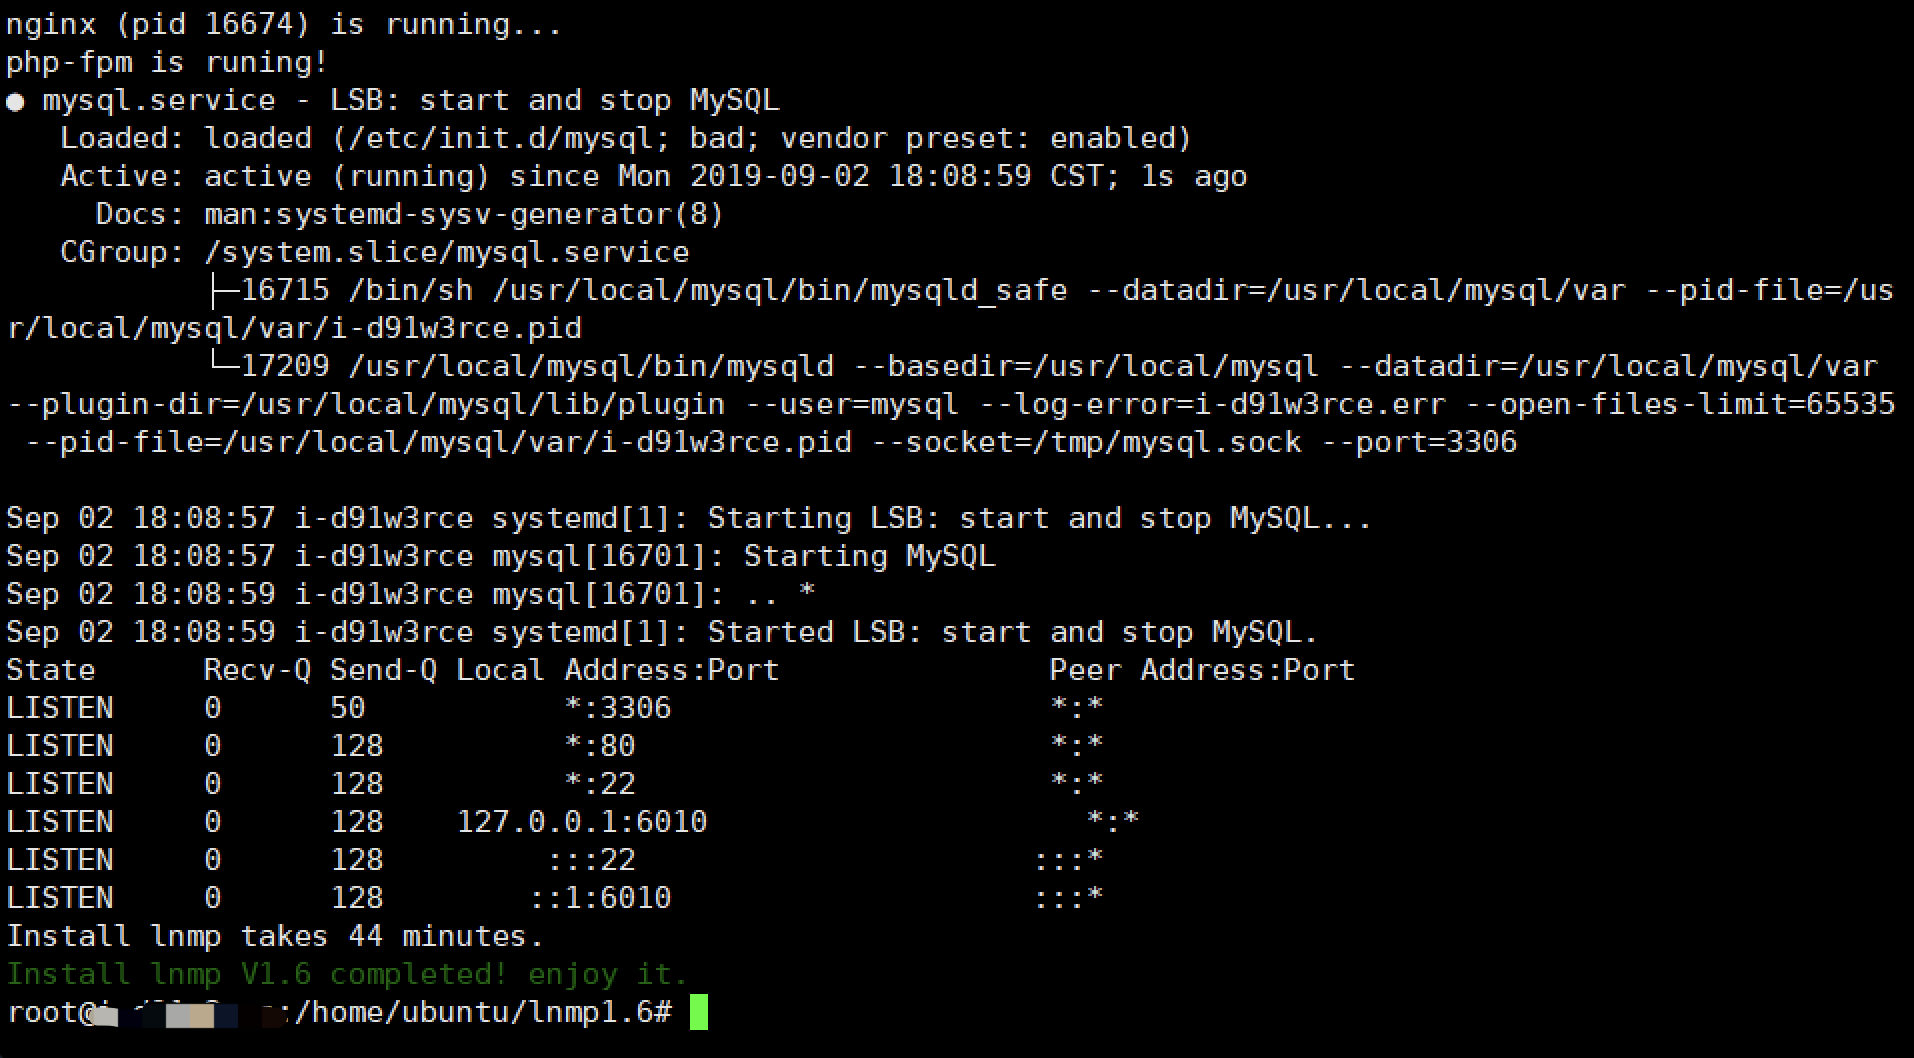 nginx (pid 16674) is running...
php-fpm is runing!
● mysql.service - LSB: start and stop MySQL
   Loaded: loaded (/etc/init.d/mysql; bad; vendor preset: enabled)
   Active: active (running) since Mon 2019-09-02 18:08:59 CST; 1s ago
     Docs: man:systemd-sysv-generator(8)
   CGroup: /system.slice/mysql.service
           ├─16715 /bin/sh /usr/local/mysql/bin/mysqld_safe --datadir=/usr/local/mysql/var --pid-file=/us
r/local/mysql/var/i-d91w3rce.pid
           └─17209 /usr/local/mysql/bin/mysqld --basedir=/usr/local/mysql --datadir=/usr/local/mysql/var
--plugin-dir=/usr/local/mysql/lib/plugin --user=mysql --log-error=i-d91w3rce.err --open-files-limit=65535
 --pid-file=/usr/local/mysql/var/i-d91w3rce.pid --socket=/tmp/mysql.sock --port=3306
Sep 02 18:08:57 i-d91w3rce systemd[1]: Starting LSB: start and stop MySQL...
Sep 02 18:08:57 i-d91w3rce mysql[16701]: Starting MySQL
Sep 02 18:08:59 i-d91w3rce mysql[16701]: .. *
Sep 02 18:08:59 i-d91w3rce systemd[1]: Started LSB: start and stop MySQL.
State      Recv-Q Send-Q Local Address:Port               Peer Address:Port
LISTEN     0      50           *:3306                     *:*
LISTEN     0      128          *:80                       *:*
LISTEN     0      128          *:22                       *:*
LISTEN     0      128    127.0.0.1:6010                     *:*
LISTEN     0      128         :::22                      :::*
LISTEN     0      128        ::1:6010                    :::*
Install lnmp takes 44 minutes.
Install lnmp V1.6 completed! enjoy it.
root@ :/home/ubuntu/lnmp1.6#